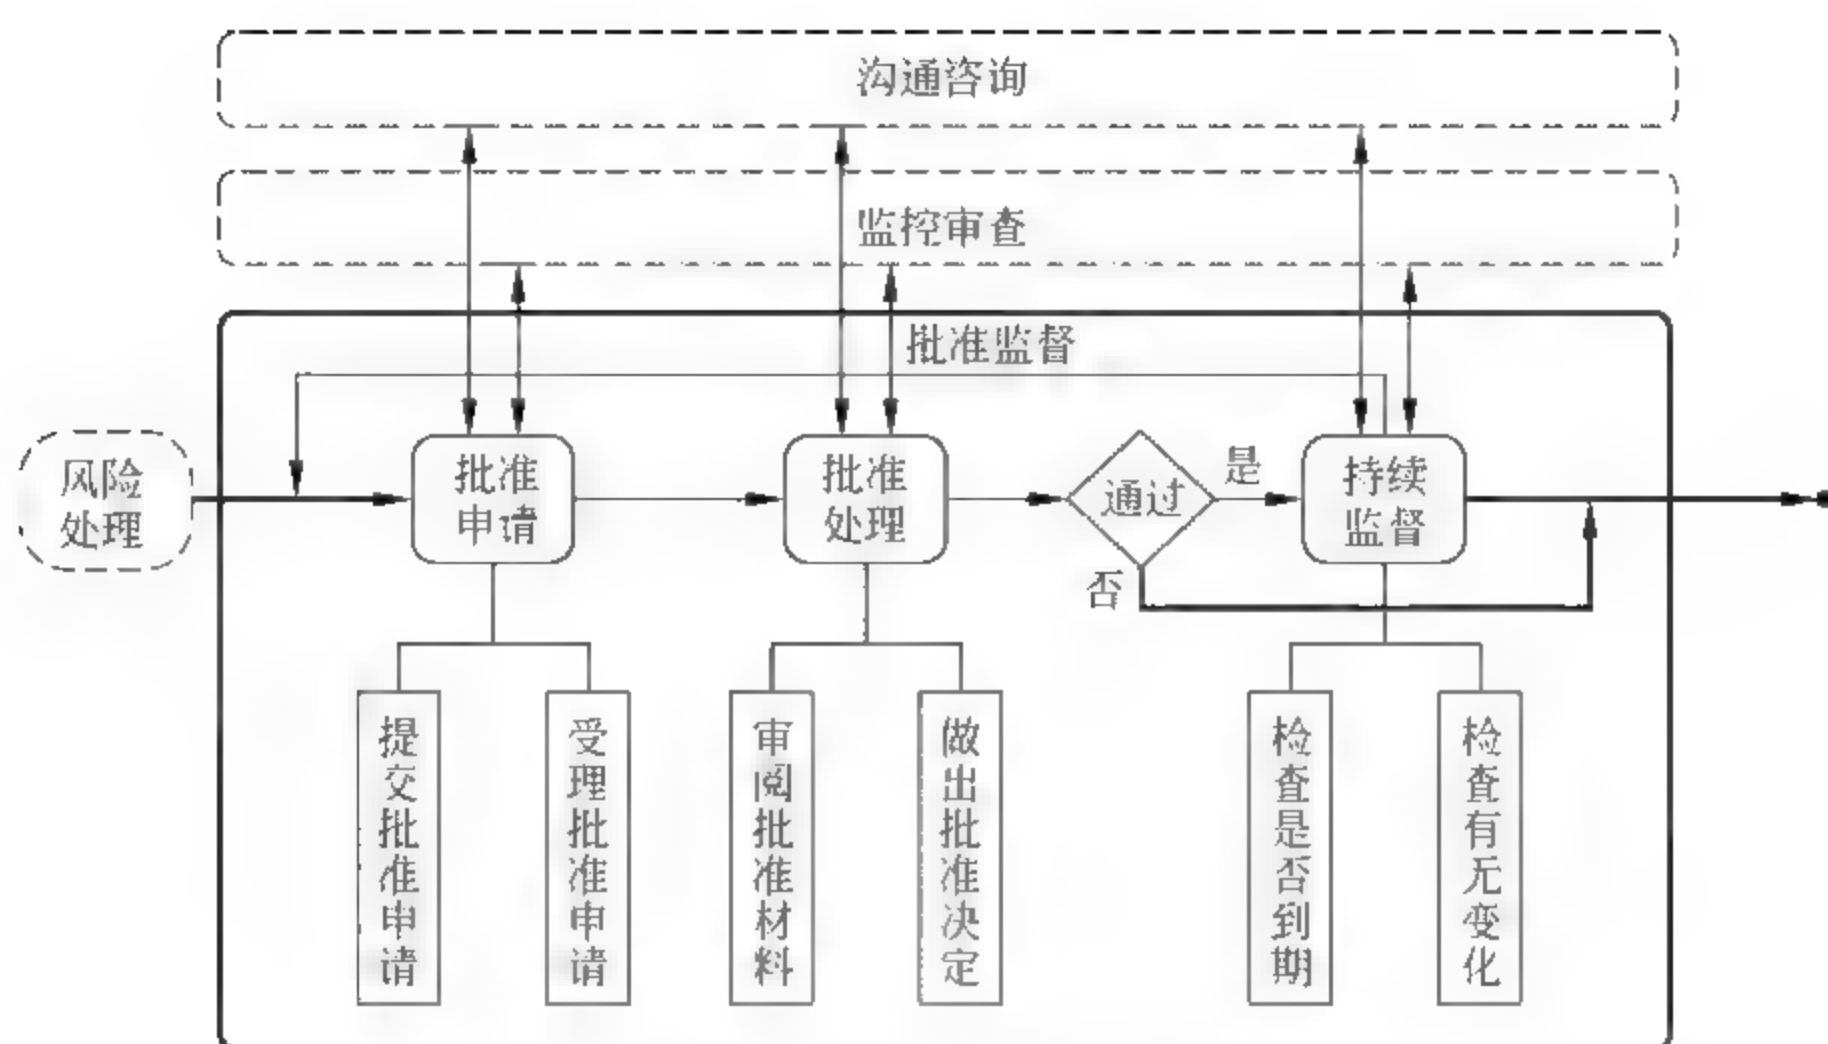 沟通咨询
监控审查
批准监督
风险
处理
批准
申请
批准
处理
通过
是
否
持续
监督
提交批准申请
受理批准申请
审阅批准材料
做出批准决定
检查是否到期
检查有无变化